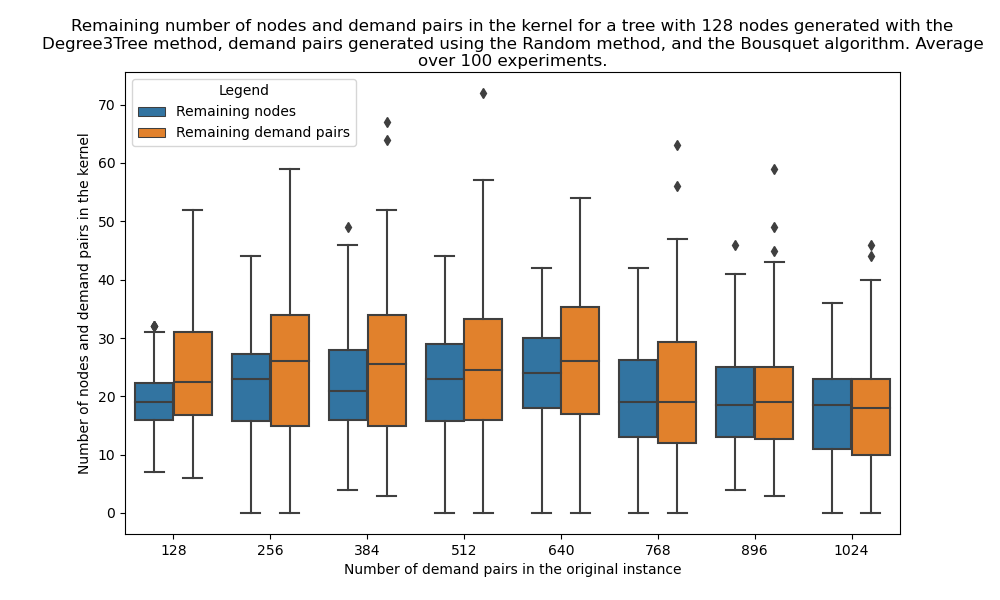 Remaining number of nodes and demand pairs in the kernel for a tree with 128 nodes generated with the
Degree3Tree method, demand pairs generated using the Random method, and the Bousquet algorithm. Average
over 100 experiments.
Legend
Remaining nodes
Remaining demand pairs
Number of nodes and demand pairs in the kernel
70
60
50
40
30
20
10
0
128 256 384 512 640 768 896 1024
Number of demand pairs in the original instance